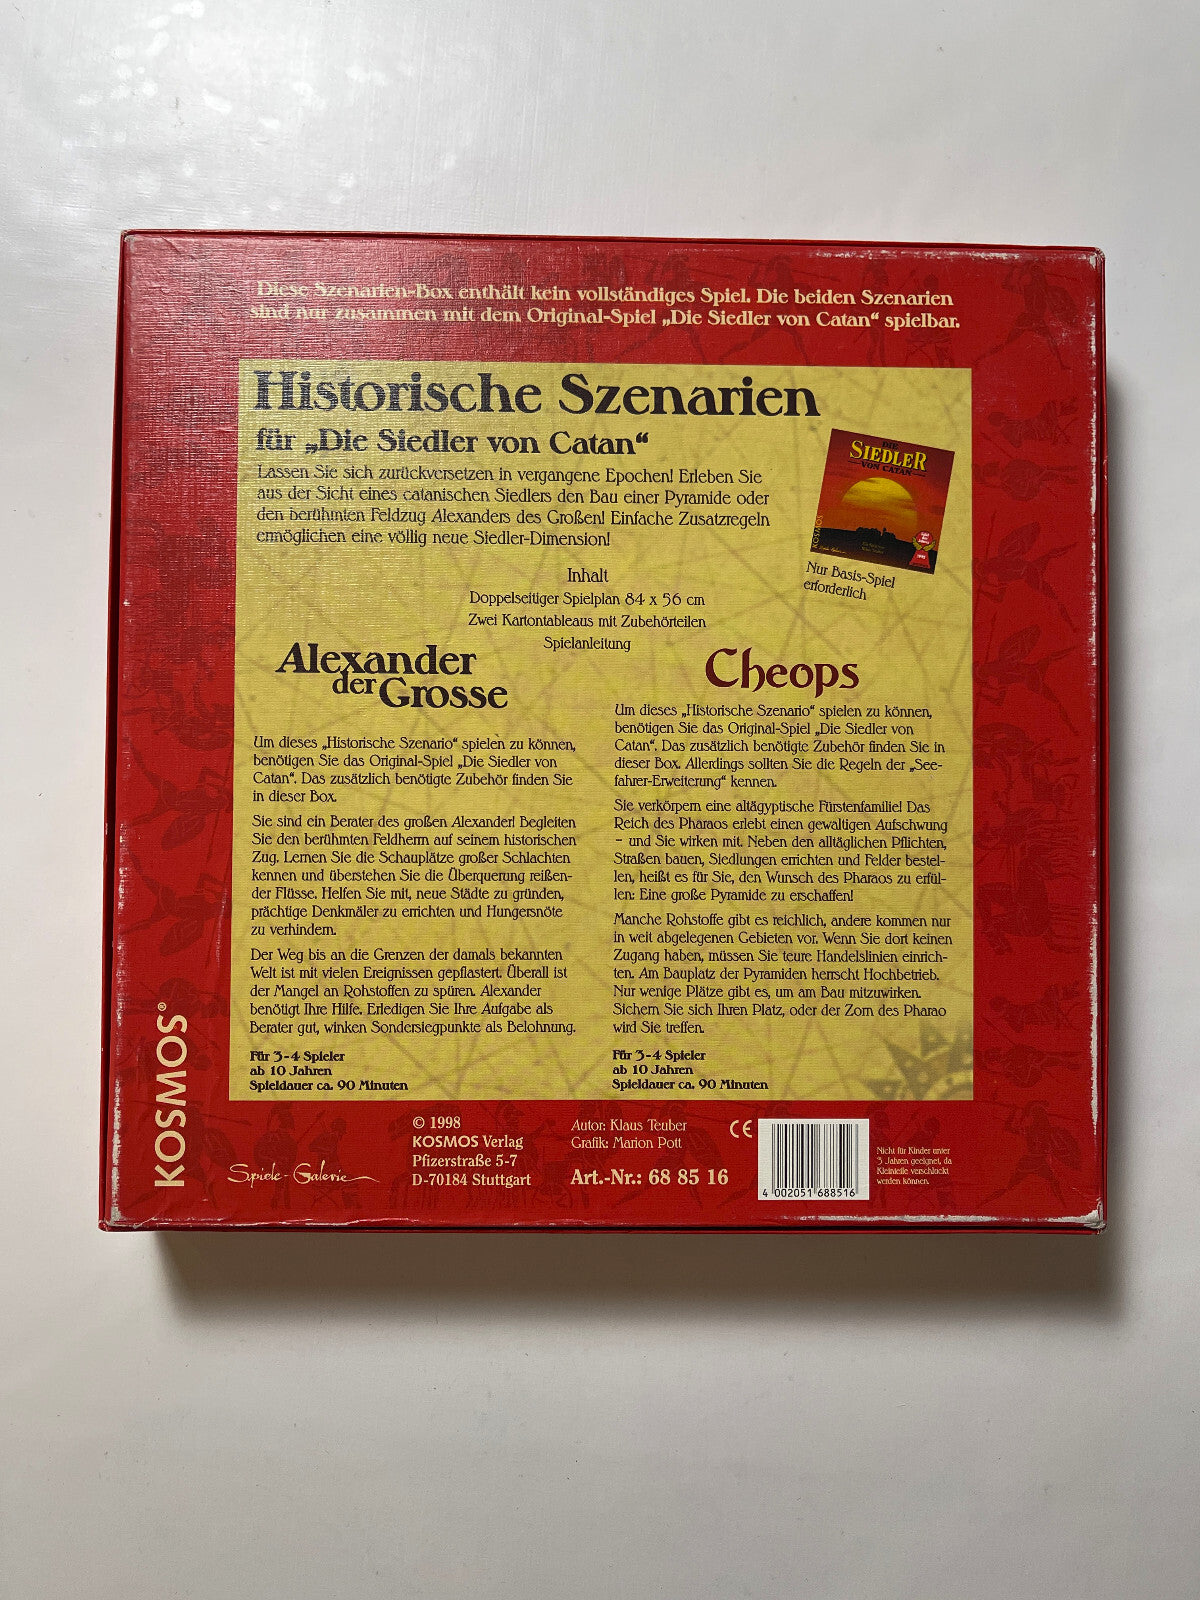 Diese Szenarien-Box enthält kein vollständiges Spiel. Die beiden Szenarien
sind nur zusammen mit dem Original-Spiel „Die Siedler von Catan“ spielbar.
Historische Szenarien
für „Die Siedler von Catan“
Lassen Sie sich zurückversetzen in vergangene Epochen! Erleben Sie
aus der Sicht eines catanischen Siedlers den Bau einer Pyramide oder
den berühmten Feldzug Alexanders des Großen! Einfache Zusatzregeln
ermöglichen eine völlig neue Siedler-Dimension!
DIE
SIEDLER
VON CATAN
KOSMOS
Nur Basis-Spiel
erforderlich
Inhalt
Doppelseitiger Spielplan 84 x 56 cm
Zwei Kartontableaus mit Zubehörteilen
Spielanleitung
Alexander
der Grosse
Um dieses „Historische Szenario“ spielen zu können,
benötigen Sie das Original-Spiel „Die Siedler von
Catan“. Das zusätzlich benötigte Zubehör finden Sie
in dieser Box.
Sie sind ein Berater des großen Alexander! Begleiten
Sie den berühmten Feldherrn auf seinem historischen
Zug. Lernen Sie die Schauplätze großer Schlachten
kennen und überstehen Sie die Überquerung reißen-
der Flüsse. Helfen Sie mit, neue Städte zu gründen,
prächtige Denkmäler zu errichten und Hungersnöte
zu verhindern.
Der Weg bis an die Grenzen der damals bekannten
Welt ist mit vielen Ereignissen gepflastert. Überall ist
der Mangel an Rohstoffen zu spüren. Alexander
benötigt Ihre Hilfe. Erledigen Sie Ihre Aufgabe als
Berater gut, winken Sondersiegpunkte als Belohnung.
Für 3-4 Spieler
ab 10 Jahren
Spieldauer ca. 90 Minuten
Cheops
Um dieses „Historische Szenario“ spielen zu können,
benötigen Sie das Original-Spiel „Die Siedler von
Catan“. Das zusätzlich benötigte Zubehör finden Sie in
dieser Box. Allerdings sollten Sie die Regeln der „See-
fahrer-Erweiterung“ kennen.
Sie verkörpern eine altägyptische Fürstenfamilie! Das
Reich des Pharaos erlebt einen gewaltigen Aufschwung
– und Sie wirken mit. Neben den alltäglichen Pflichten,
Straßen bauen, Siedlungen errichten und Felder bestel-
len, heißt es für Sie, den Wunsch des Pharaos zu erfül-
len: Eine große Pyramide zu erschaffen!
Manche Rohstoffe gibt es reichlich, andere kommen nur
in weit abgelegenen Gebieten vor. Wenn Sie dort keinen
Zugang haben, müssen Sie teure Handelslinien einrich-
ten. Am Bauplatz der Pyramiden herrscht Hochbetrieb.
Nur wenige Plätze gibt es, um am Bau mitzuwirken.
Sichern Sie sich Ihren Platz, oder der Zorn des Pharao
wird Sie treffen.
Für 3-4 Spieler
ab 10 Jahren
Spieldauer ca. 90 Minuten
KOSMOS®
Spiele-Galerie
© 1998
KOSMOS Verlag
Pfizerstraße 5-7
D-70184 Stuttgart
Autor: Klaus Teuber
Grafik: Marion Pott
Art.-Nr.: 68 85 16
CE
4 002051 688516
Nicht für Kinder unter
3 Jahren geeignet, da
Kleinteile verschluckt
werden können.